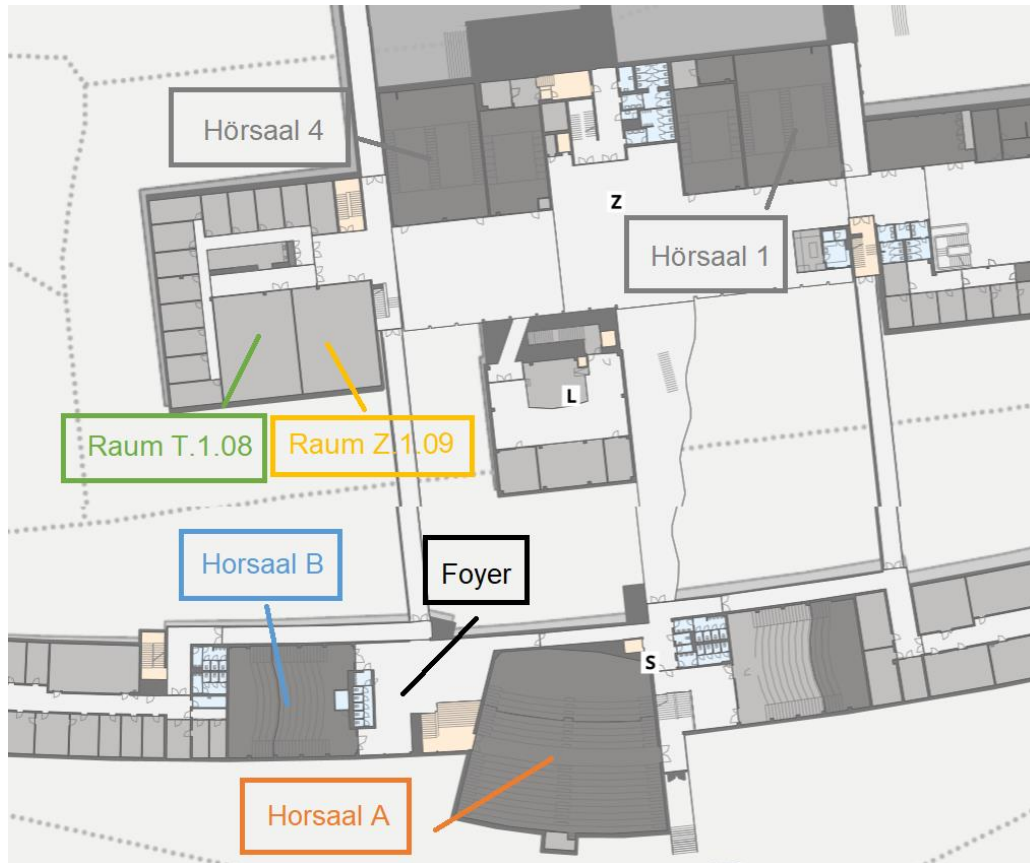 Hörsaal 4
Z
Hörsaal 1
L
Raum T.1.08
Raum Z.1.09
Horsaal B
Foyer
S
Horsaal A